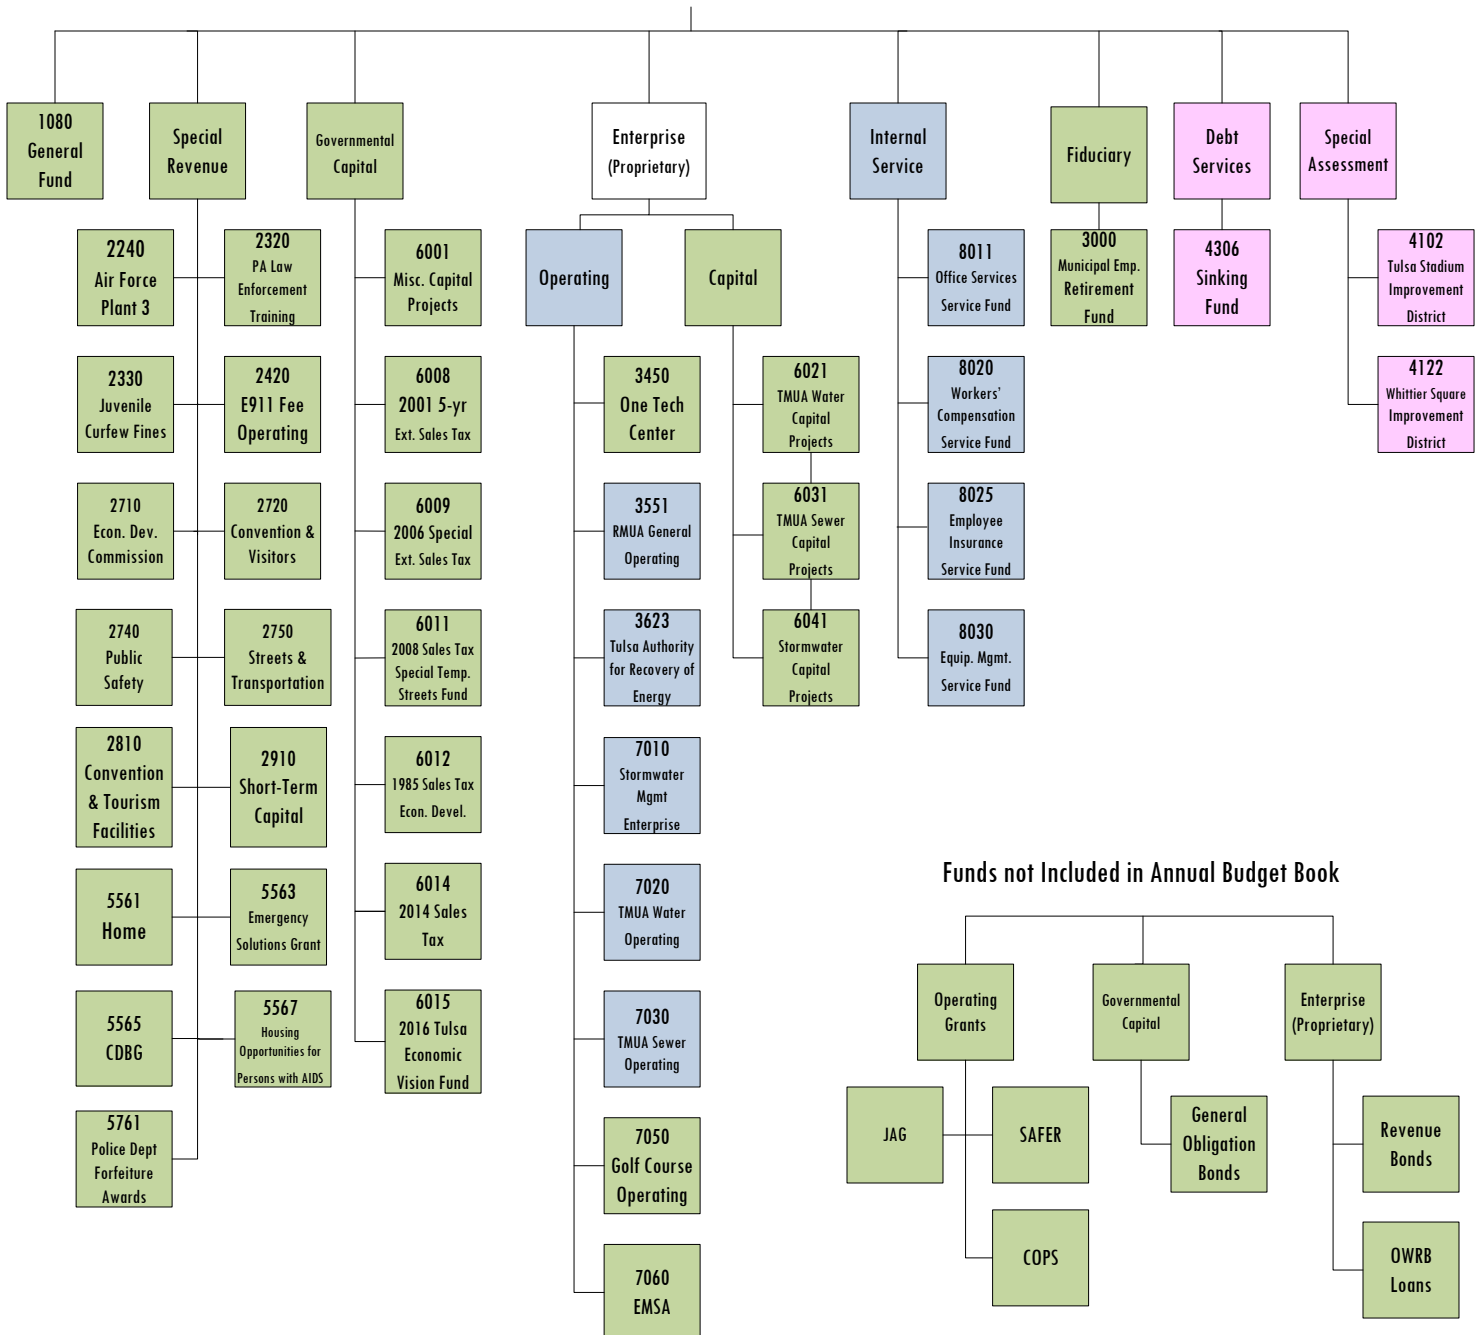 1080
General
Fund
Special
Revenue
Governmental
Capital
Enterprise
(Proprietary)
Internal
Service
Fiduciary
Debt
Services
Special
Assessment
2240
Air Force
Plant 3
2320
PA Law
Enforcement
Training
2330
Juvenile
Curfew Fines
2420
E911 Fee
Operating
2710
Econ. Dev.
Commission
2720
Convention &
Visitors
2740
Public
Safety
2750
Streets &
Transportation
2810
Convention
& Tourism
Facilities
2910
Short-Term
Capital
5561
Home
5563
Emergency
Solutions Grant
5565
CDBG
5567
Housing
Opportunities for
Persons with AIDS
5761
Police Dept
Forfeiture
Awards
6001
Misc. Capital
Projects
6008
2001 5-yr
Ext. Sales Tax
6009
2006 Special
Ext. Sales Tax
6011
2008 Sales Tax
Special Temp.
Streets Fund
6012
1985 Sales Tax
Econ. Devel.
6014
2014 Sales
Tax
6015
2016 Tulsa
Economic
Vision Fund
Operating
Capital
3450
One Tech
Center
3551
RMUA General
Operating
3623
Tulsa Authority
for Recovery of
Energy
7010
Stormwater
Mgmt
Enterprise
7020
TMUA Water
Operating
7030
TMUA Sewer
Operating
7050
Golf Course
Operating
7060
EMSA
6021
TMUA Water
Capital
Projects
6031
TMUA Sewer
Capital
Projects
6041
Stormwater
Capital
Projects
8011
Office Services
Service Fund
8020
Workers'
Compensation
Service Fund
8025
Employee
Insurance
Service Fund
8030
Equip. Mgmt.
Service Fund
3000
Municipal Emp.
Retirement
Fund
4306
Sinking
Fund
4102
Tulsa Stadium
Improvement
District
4122
Whittier Square
Improvement
District
Funds not Included in Annual Budget Book
Operating
Grants
Governmental
Capital
Enterprise
(Proprietary)
JAG
SAFER
COPS
General
Obligation
Bonds
Revenue
Bonds
OWRB
Loans